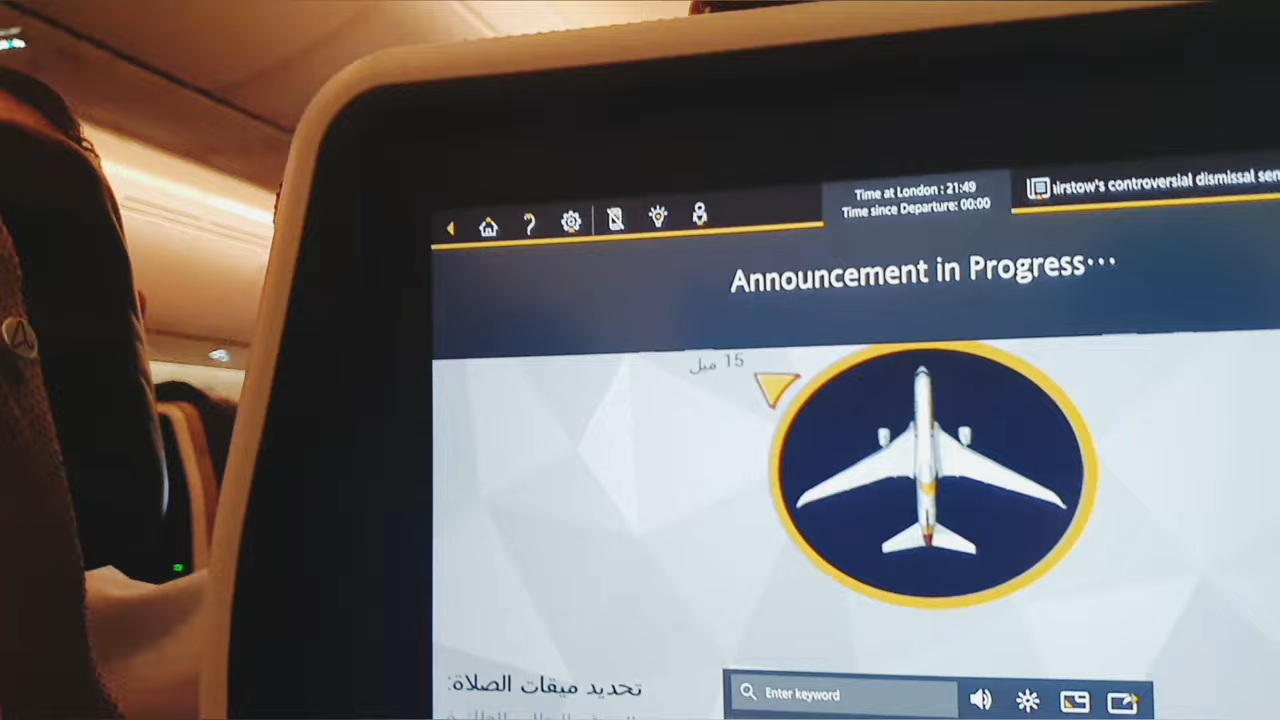 Time at London : 21:49
Time since Departure: 00:00
airstow's controversial dismissal sen
Announcement in Progress...
15 ميل
تحديد ميقات الصلاة:
Enter keyword